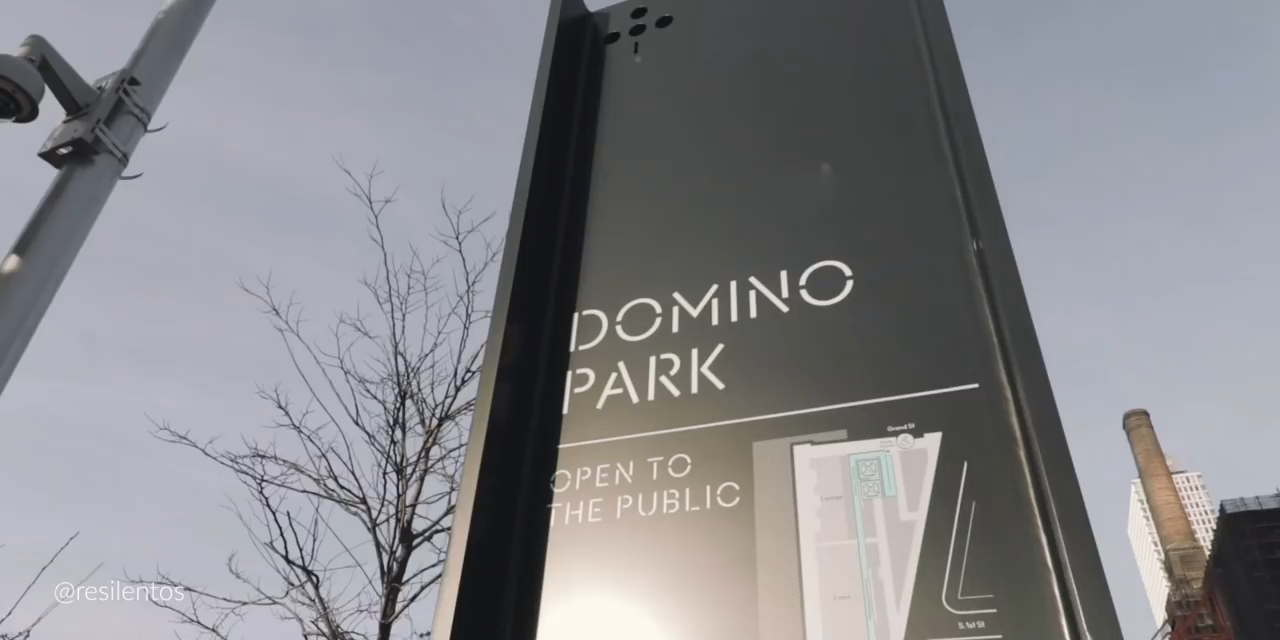 DOMINO
PARK
OPEN TO
THE PUBLIC
Grand St
S. 1st St
@resilentos